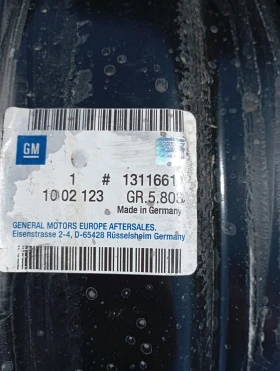 GM
1 # 1311661
10 02 123 GR.5.808
Made in Germany
GENERAL MOTORS EUROPE AFTERSALES.
Eisenstrasse 2-4, D-65428 Rüsselsheim Germany